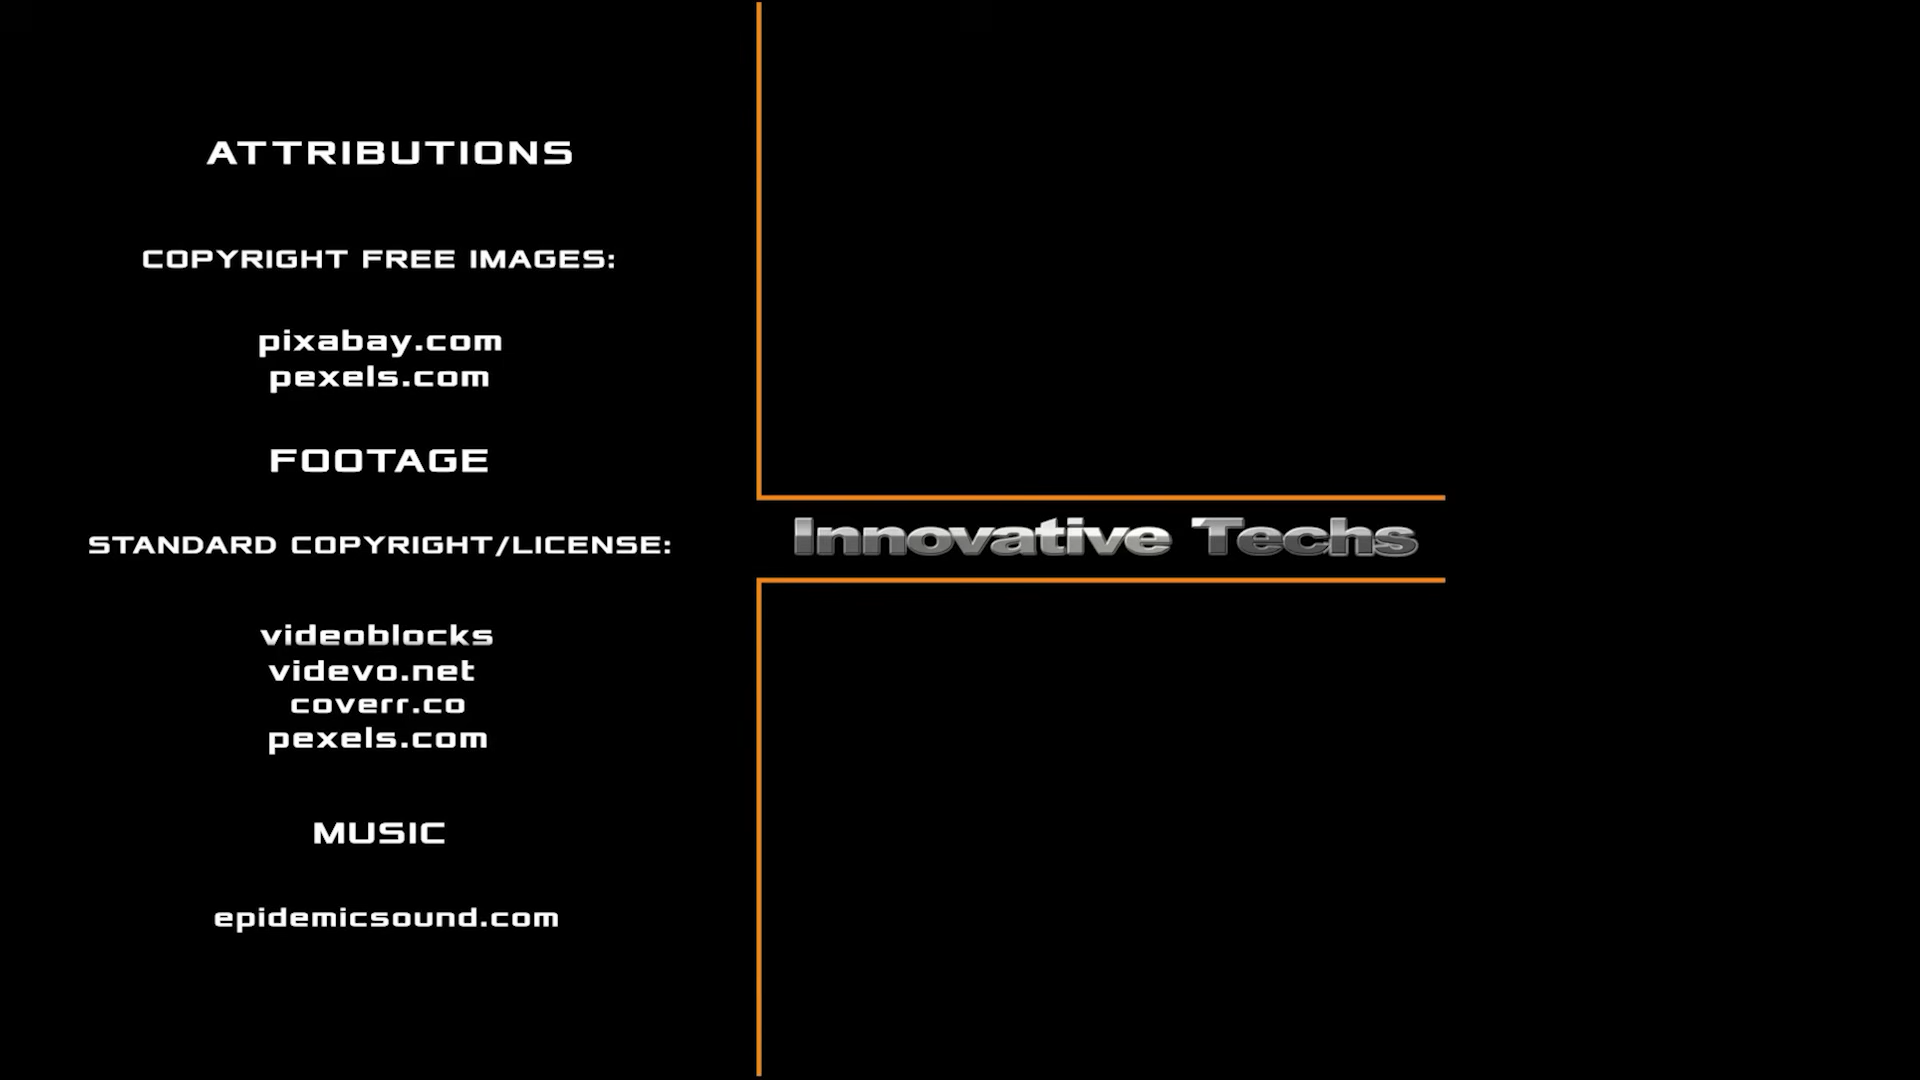 ATTRIBUTIONS
COPYRIGHT FREE IMAGES:
pixabay.com
pexels.com
FOOTAGE
STANDARD COPYRIGHT/LICENSE:
videoblocks
videvo.net
coverr.co
pexels.com
MUSIC
epidemicsound.com
Innovative Techs